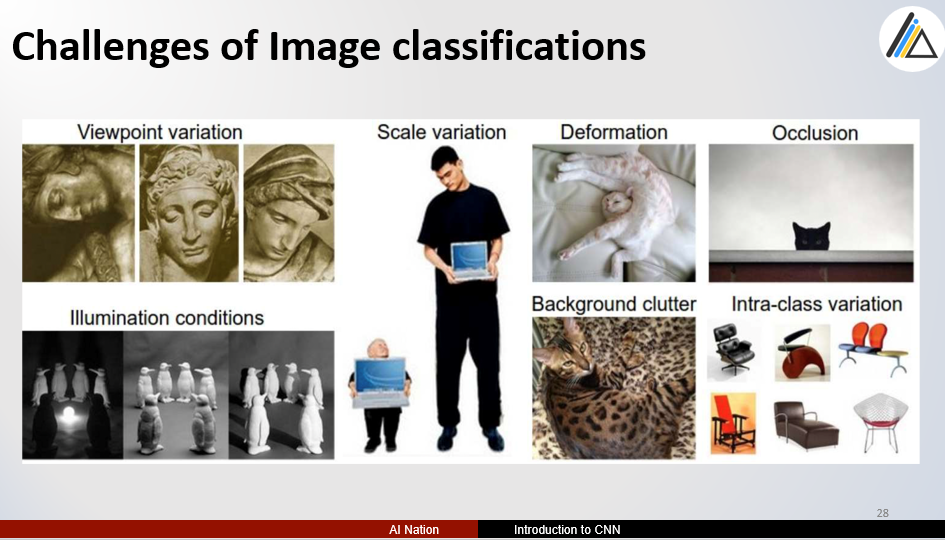 Challenges of Image classifications
Viewpoint variation
Scale variation
Deformation
Occlusion
Illumination conditions
Background clutter
Intra-class variation
28
AI Nation
Introduction to CNN